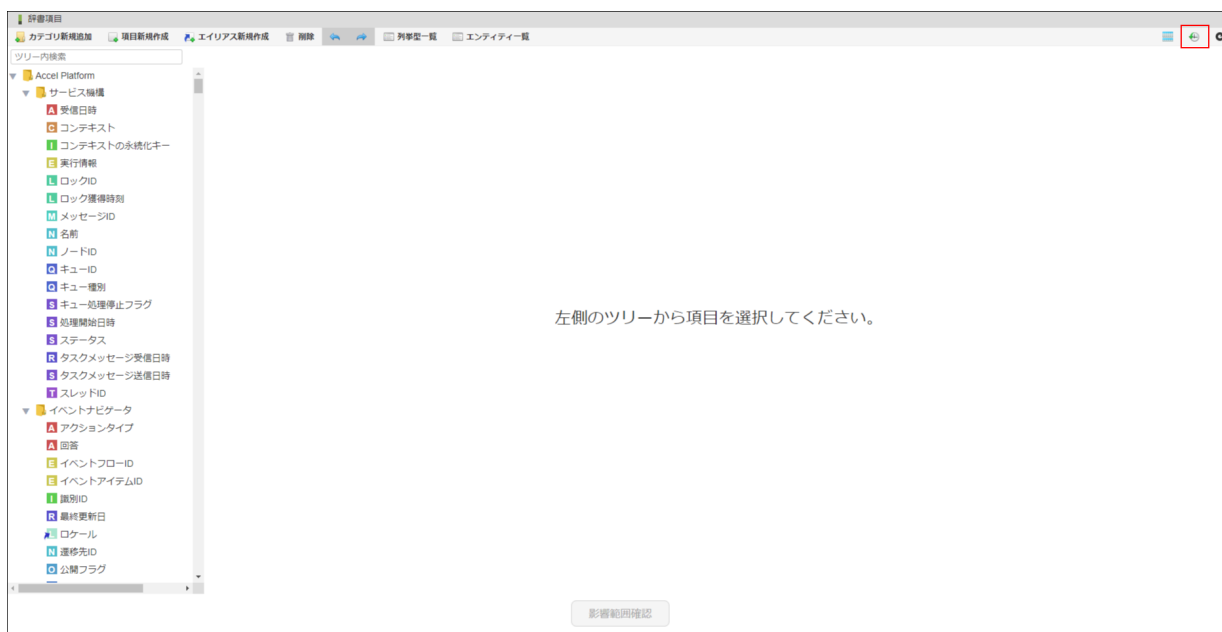 辞書項目
カテゴリ新規追加 項目新規作成 エイリアス新規作成 削除 列挙型一覧 エンティティ一覧
ツリー内検索
Accel Platform
サービス機構
A 受信日時
C コンテキスト
I コンテキストの永続化キー
E 実行情報
L ロックID
L ロック獲得時刻
M メッセージID
N 名前
N ノードID
Q キューID
Q キュー種別
S キュー処理停止フラグ
S 処理開始日時
S ステータス
R タスクメッセージ受信日時
S タスクメッセージ送信日時
T スレッドID
イベントナビゲータ
A アクションタイプ
A 回答
E イベントフローID
E イベントアイテムID
I 識別ID
R 最終更新日
ロケール
N 遷移先ID
O 公開フラグ
左側のツリーから項目を選択してください。
影響範囲確認